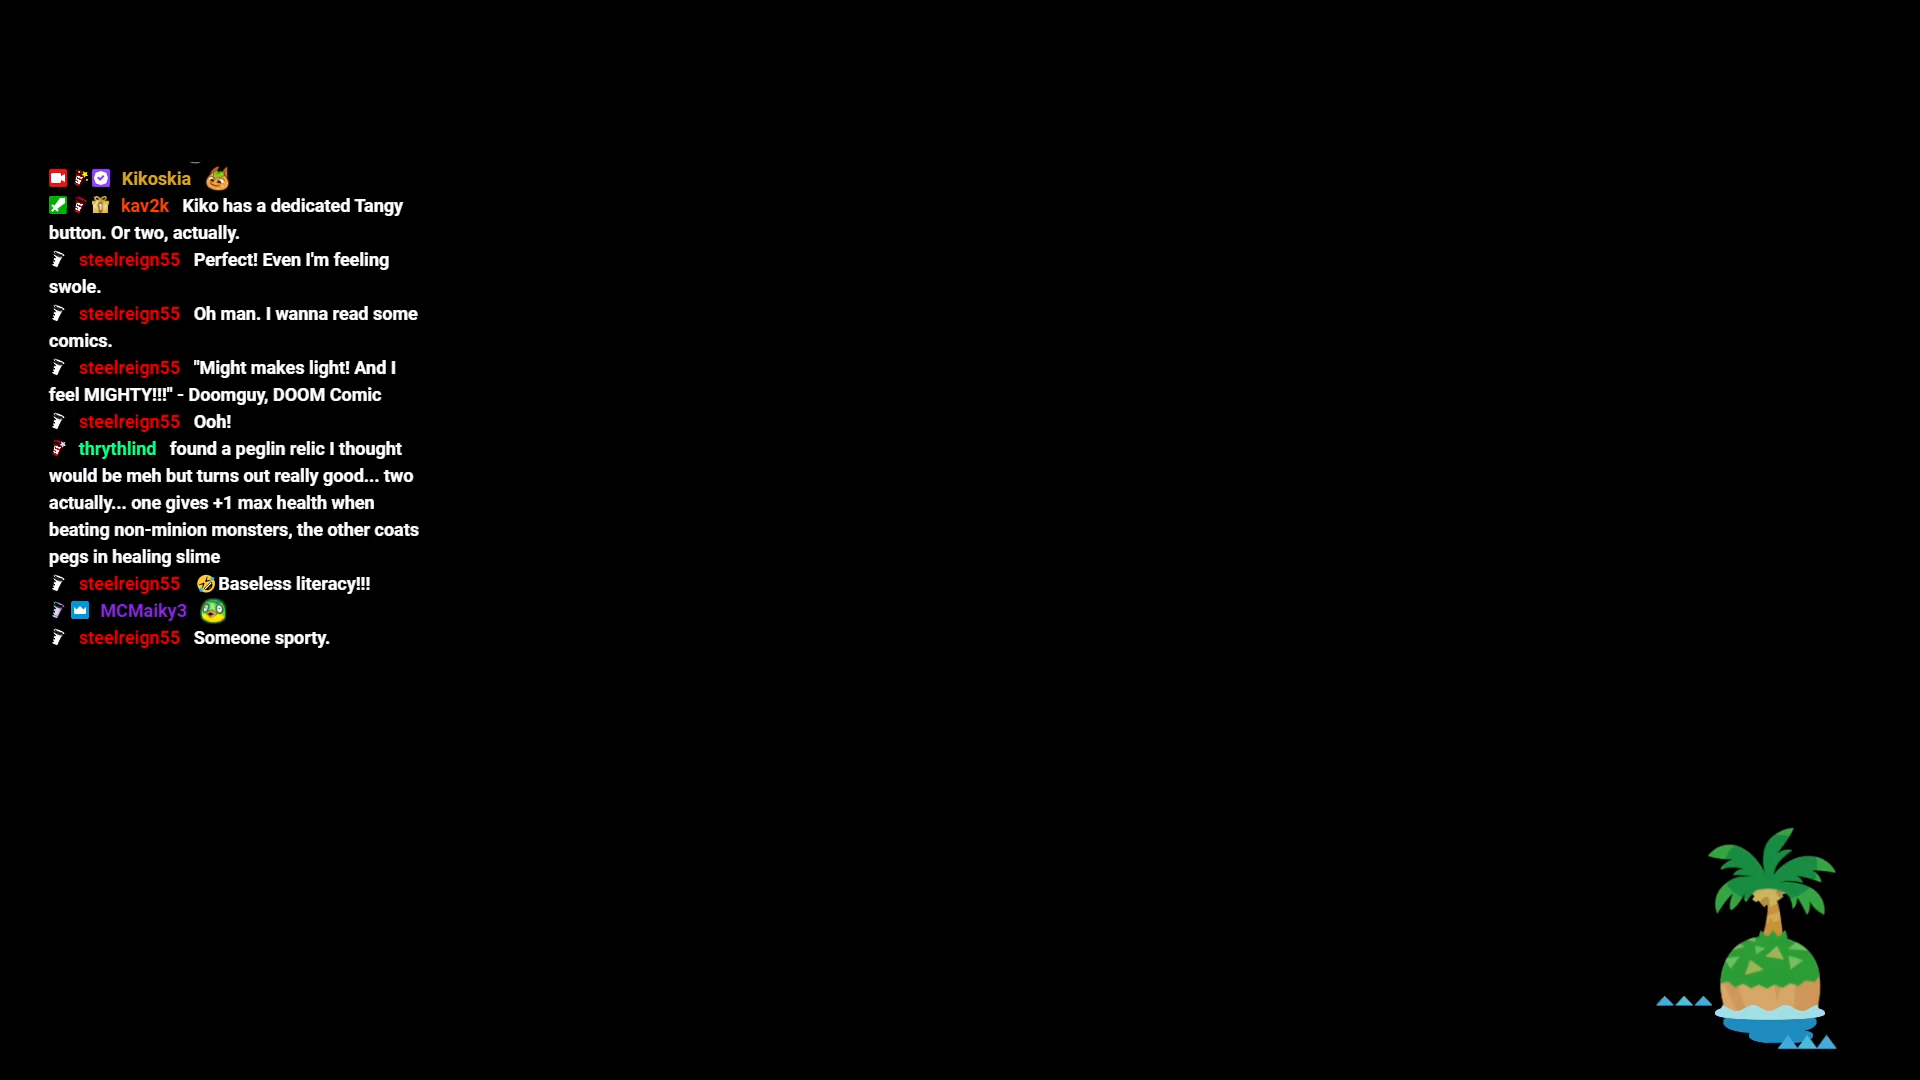 Kikoskia
kav2k Kiko has a dedicated Tangy
button. Or two, actually.
steelreign55 Perfect! Even I'm feeling
swole.
steelreign55 Oh man. I wanna read some
comics.
steelreign55 "Might makes light! And I
feel MIGHTY!!!" - Doomguy, DOOM Comic
steelreign55 Ooh!
thrythlind found a peglin relic I thought
would be meh but turns out really good... two
actually... one gives +1 max health when
beating non-minion monsters, the other coats
pegs in healing slime
steelreign55 🤣Baseless literacy!!!
MCMaiky3
steelreign55 Someone sporty.